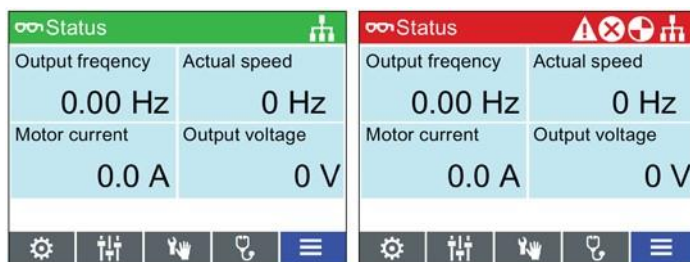 Status
Output freqency
Actual speed
0.00 Hz
0 Hz
Motor current
Output voltage
0.0 A
0 V
Status
Output freqency
Actual speed
0.00 Hz
0 Hz
Motor current
Output voltage
0.0 A
0 V